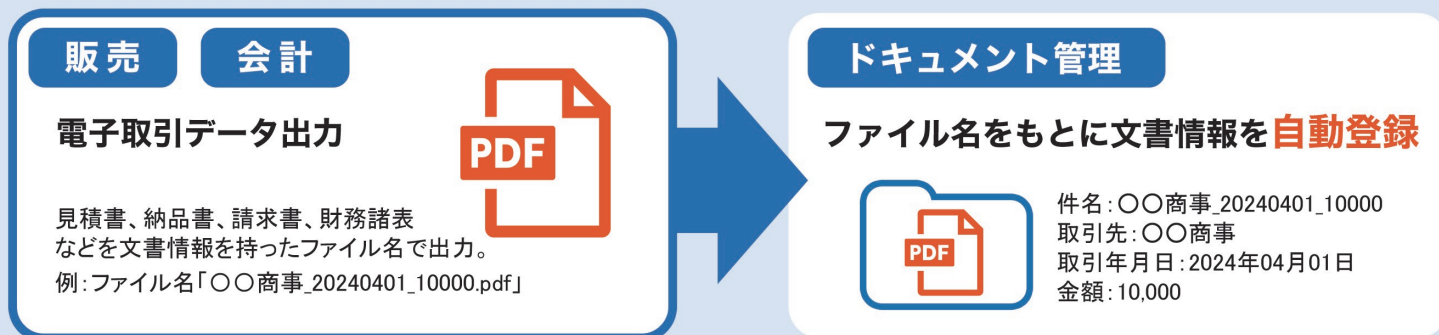 販売 会計
電子取引データ出力
PDF
見積書、納品書、請求書、財務諸表
などを文書情報を持ったファイル名で出力。
例:ファイル名「〇〇商事_20240401_10000.pdf」
ドキュメント管理
ファイル名をもとに文書情報を自動登録
PDF
件名:〇〇商事_20240401_10000
取引先:〇〇商事
取引年月日:2024年04月01日
金額:10,000